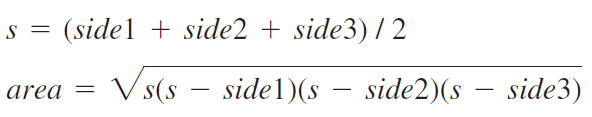 s = (side1 + side2 + side3) / 2
area = √s(s − side1)(s − side2)(s − side3)